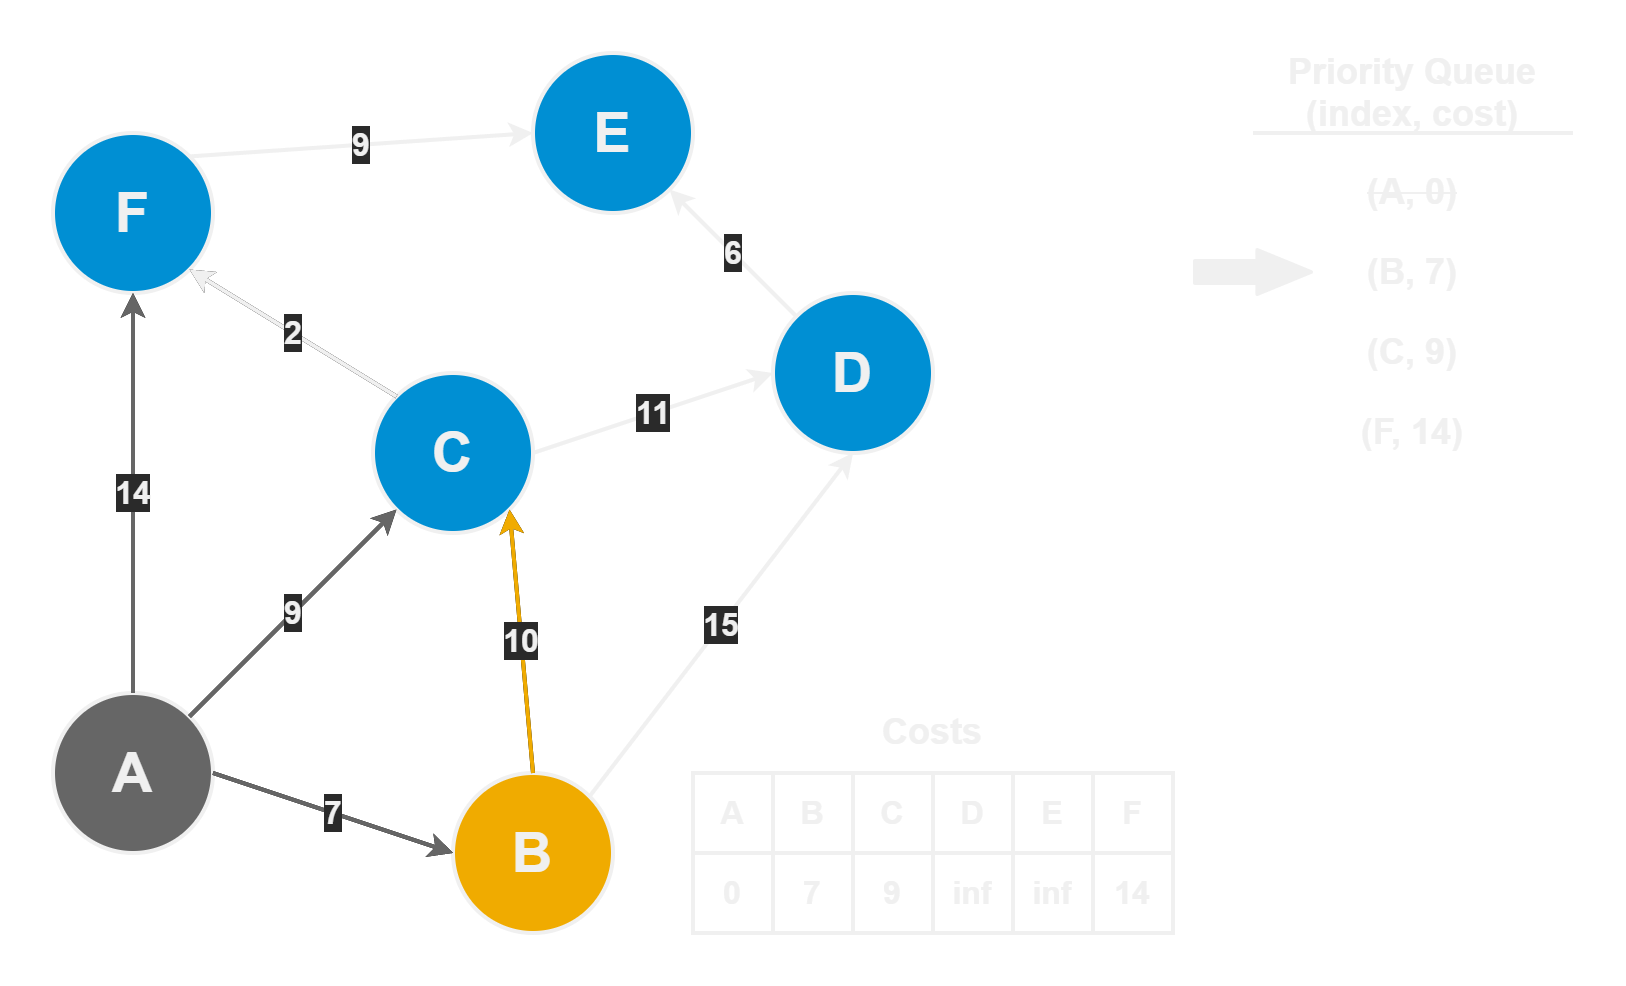 Priority Queue
(index, cost)
(A, 0)
(B, 7)
(C, 9)
(F, 14)
E
9
F
6
2
D
11
C
14
9
10
15
A
7
B
Costs
A B C D E F
0 7 9 inf inf 14